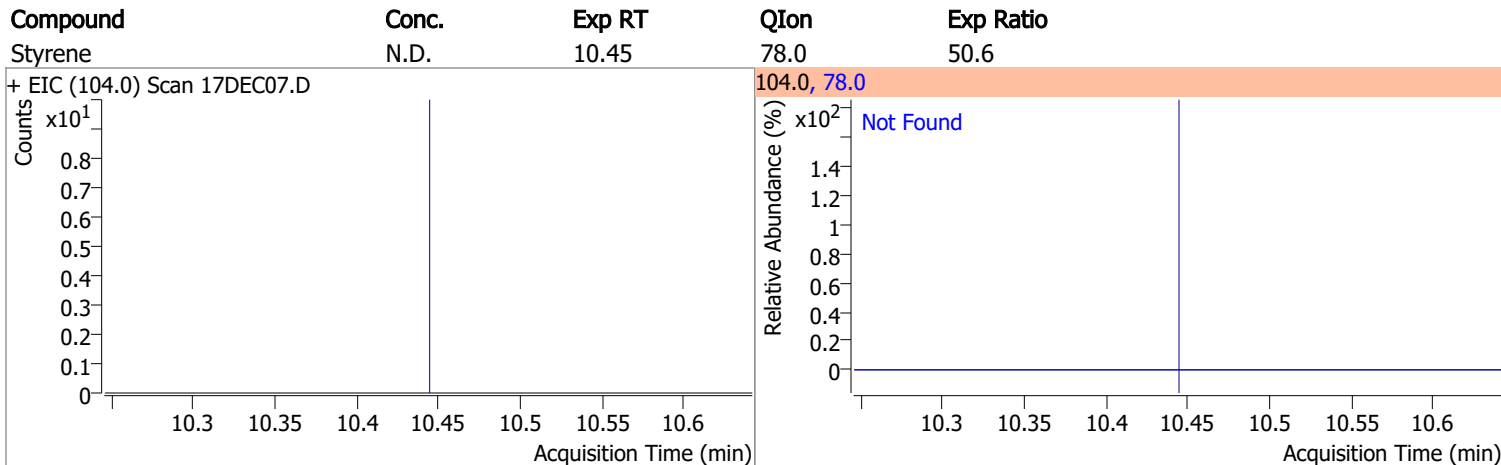 Compound Conc. Exp RT QIon Exp Ratio
Styrene N.D. 10.45 78.0 50.6
+ EIC (104.0) Scan 17DEC07.D
Counts
x10¹
0.8
0.7
0.6
0.5
0.4
0.3
0.2
0.1
0
10.3 10.35 10.4 10.45 10.5 10.55 10.6
Acquisition Time (min)
104.0, 78.0
Relative Abundance (%)
x10²
Not Found
1.4
1.2
1
0.8
0.6
0.4
0.2
0
10.3 10.35 10.4 10.45 10.5 10.55 10.6
Acquisition Time (min)